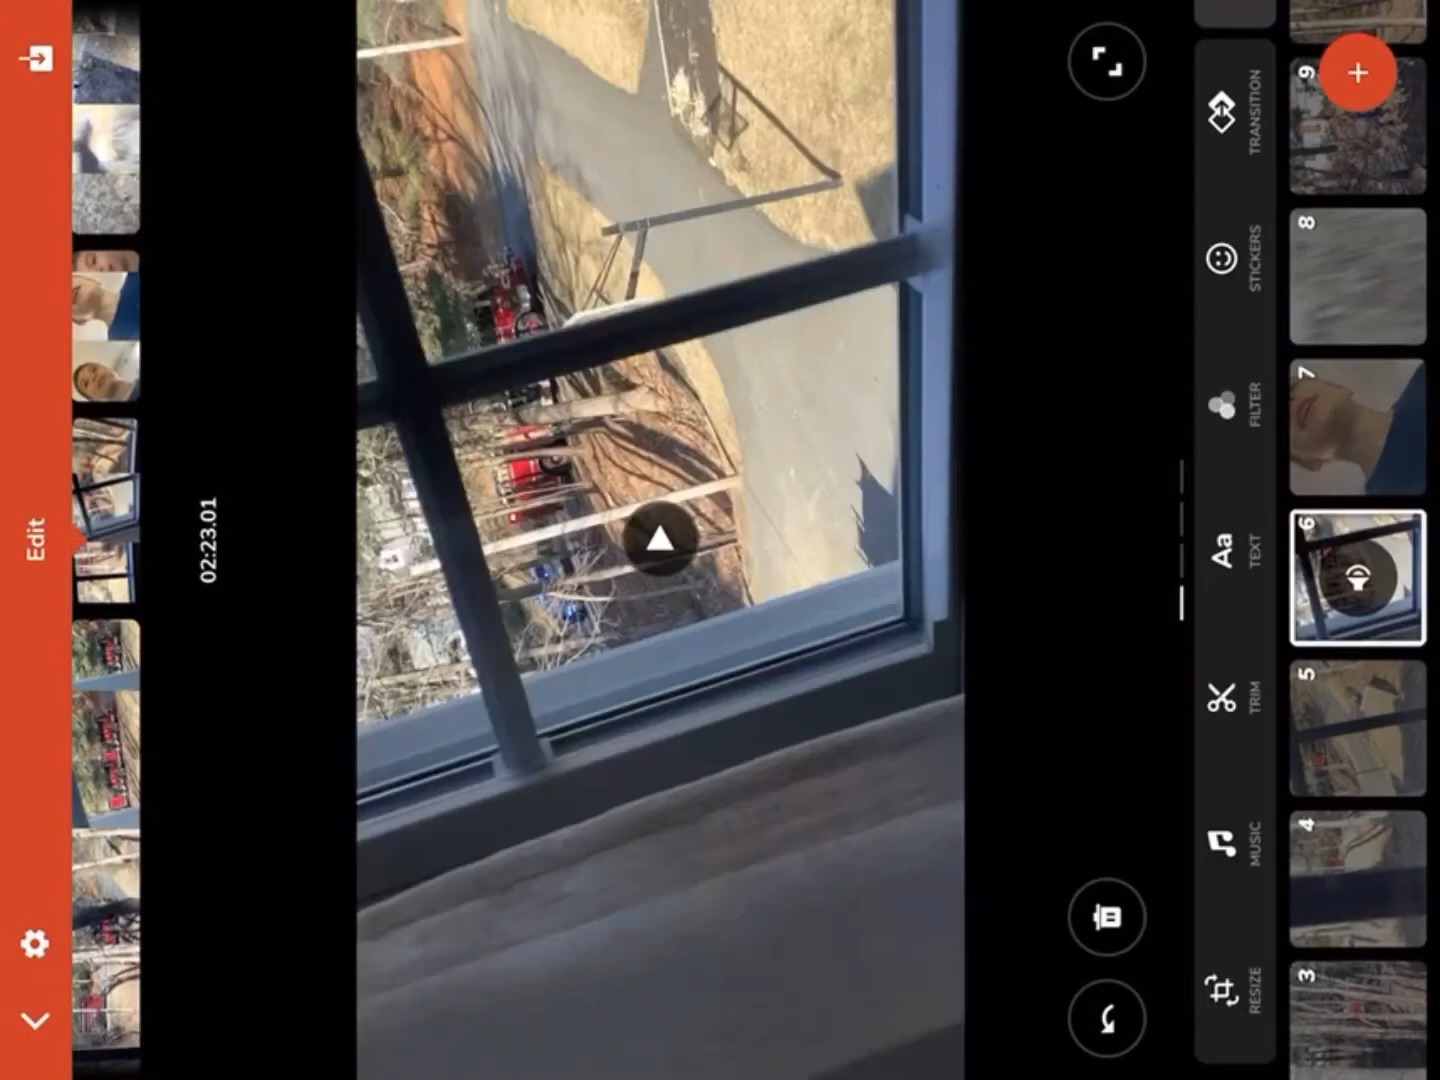 Edit
02:23.01
RESIZE
MUSIC
TRIM
Aa
TEXT
FILTER
STICKERS
TRANSITION
3
4
5
6
7
8
9